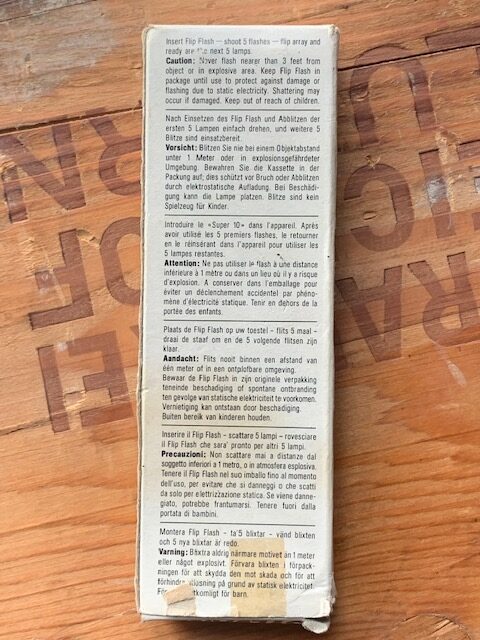 Insert Flip Flash — shoot 5 flashes — flip array and
ready are the next 5 lamps.
Caution: Never flash nearer than 3 feet from
object or in explosive area. Keep Flip Flash in
package until use to protect against damage or
flashing due to static electricity. Shattering may
occur if damaged. Keep out of reach of children.
Nach Einsetzen des Flip Flash und Abblitzen der
ersten 5 Lampen einfach drehen, und weitere 5
Blitze sind einsatzbereit.
Vorsicht: Blitzen Sie nie bei einem Objektabstand
unter 1 Meter oder in explosionsgefährdeter
Umgebung. Bewahren Sie die Kassette in der
Packung auf; dies schützt vor Bruch oder Abblitzen
durch elektrostatische Aufladung. Bei Beschädi-
gung kann die Lampe platzen. Blitze sind kein
Spielzeug für Kinder.
Introduire le «Super 10» dans l'appareil. Après
avoir utilisé les 5 premiers flashes, le retourner
en le réinsérant dans l'appareil pour utiliser les
5 lampes restantes.
Attention: Ne pas utiliser le flash à une distance
inférieure à 1 mètre ou dans un lieu où il y a risque
d'explosion. A conserver dans l'emballage pour
éviter un déclenchement accidentel par phéno-
mène d'électricité statique. Tenir en dehors de la
portée des enfants.
Plaats de Flip Flash op uw toestel - flits 5 maal -
draai de staaf om en de 5 volgende flitsen zijn
klaar.
Aandacht: Flits nooit binnen een afstand van
één meter of in een ontplofbare omgeving.
Bewaar de Flip Flash in zijn originele verpakking
teneinde beschadiging of spontane ontbranding
ten gevolge van statische elektriciteit te voorkomen.
Vernietiging kan ontstaan door beschadiging.
Buiten bereik van kinderen houden.
Inserire il Flip Flash - scattare 5 lampi - rovesciare
il Flip Flash che sara' pronto per altri 5 lampi.
Precauzioni: Non scattare mai a distanze dal
soggetto inferiori a 1 metro, o in atmosfera esplosiva.
Tenere il Flip Flash nel suo imballo fino al momento
dell'uso, per evitare che si danneggi o che scatti
da solo per elettrizzazione statica. Se viene danne-
giato, potrebbe frantumarsi. Tenere fuori dalla
portata di bambini.
Montera Flip Flash - ta 5 blixtar - vänd blixten
och 5 nya blixtar är redo.
Varning: Bäxtra aldrig närmare motivet än 1 meter
eller något explosivt. Förvara blixten i förpack-
ningen för att skydda den mot skada och för att
förhindra utlösning på grund av statisk elektricitet.